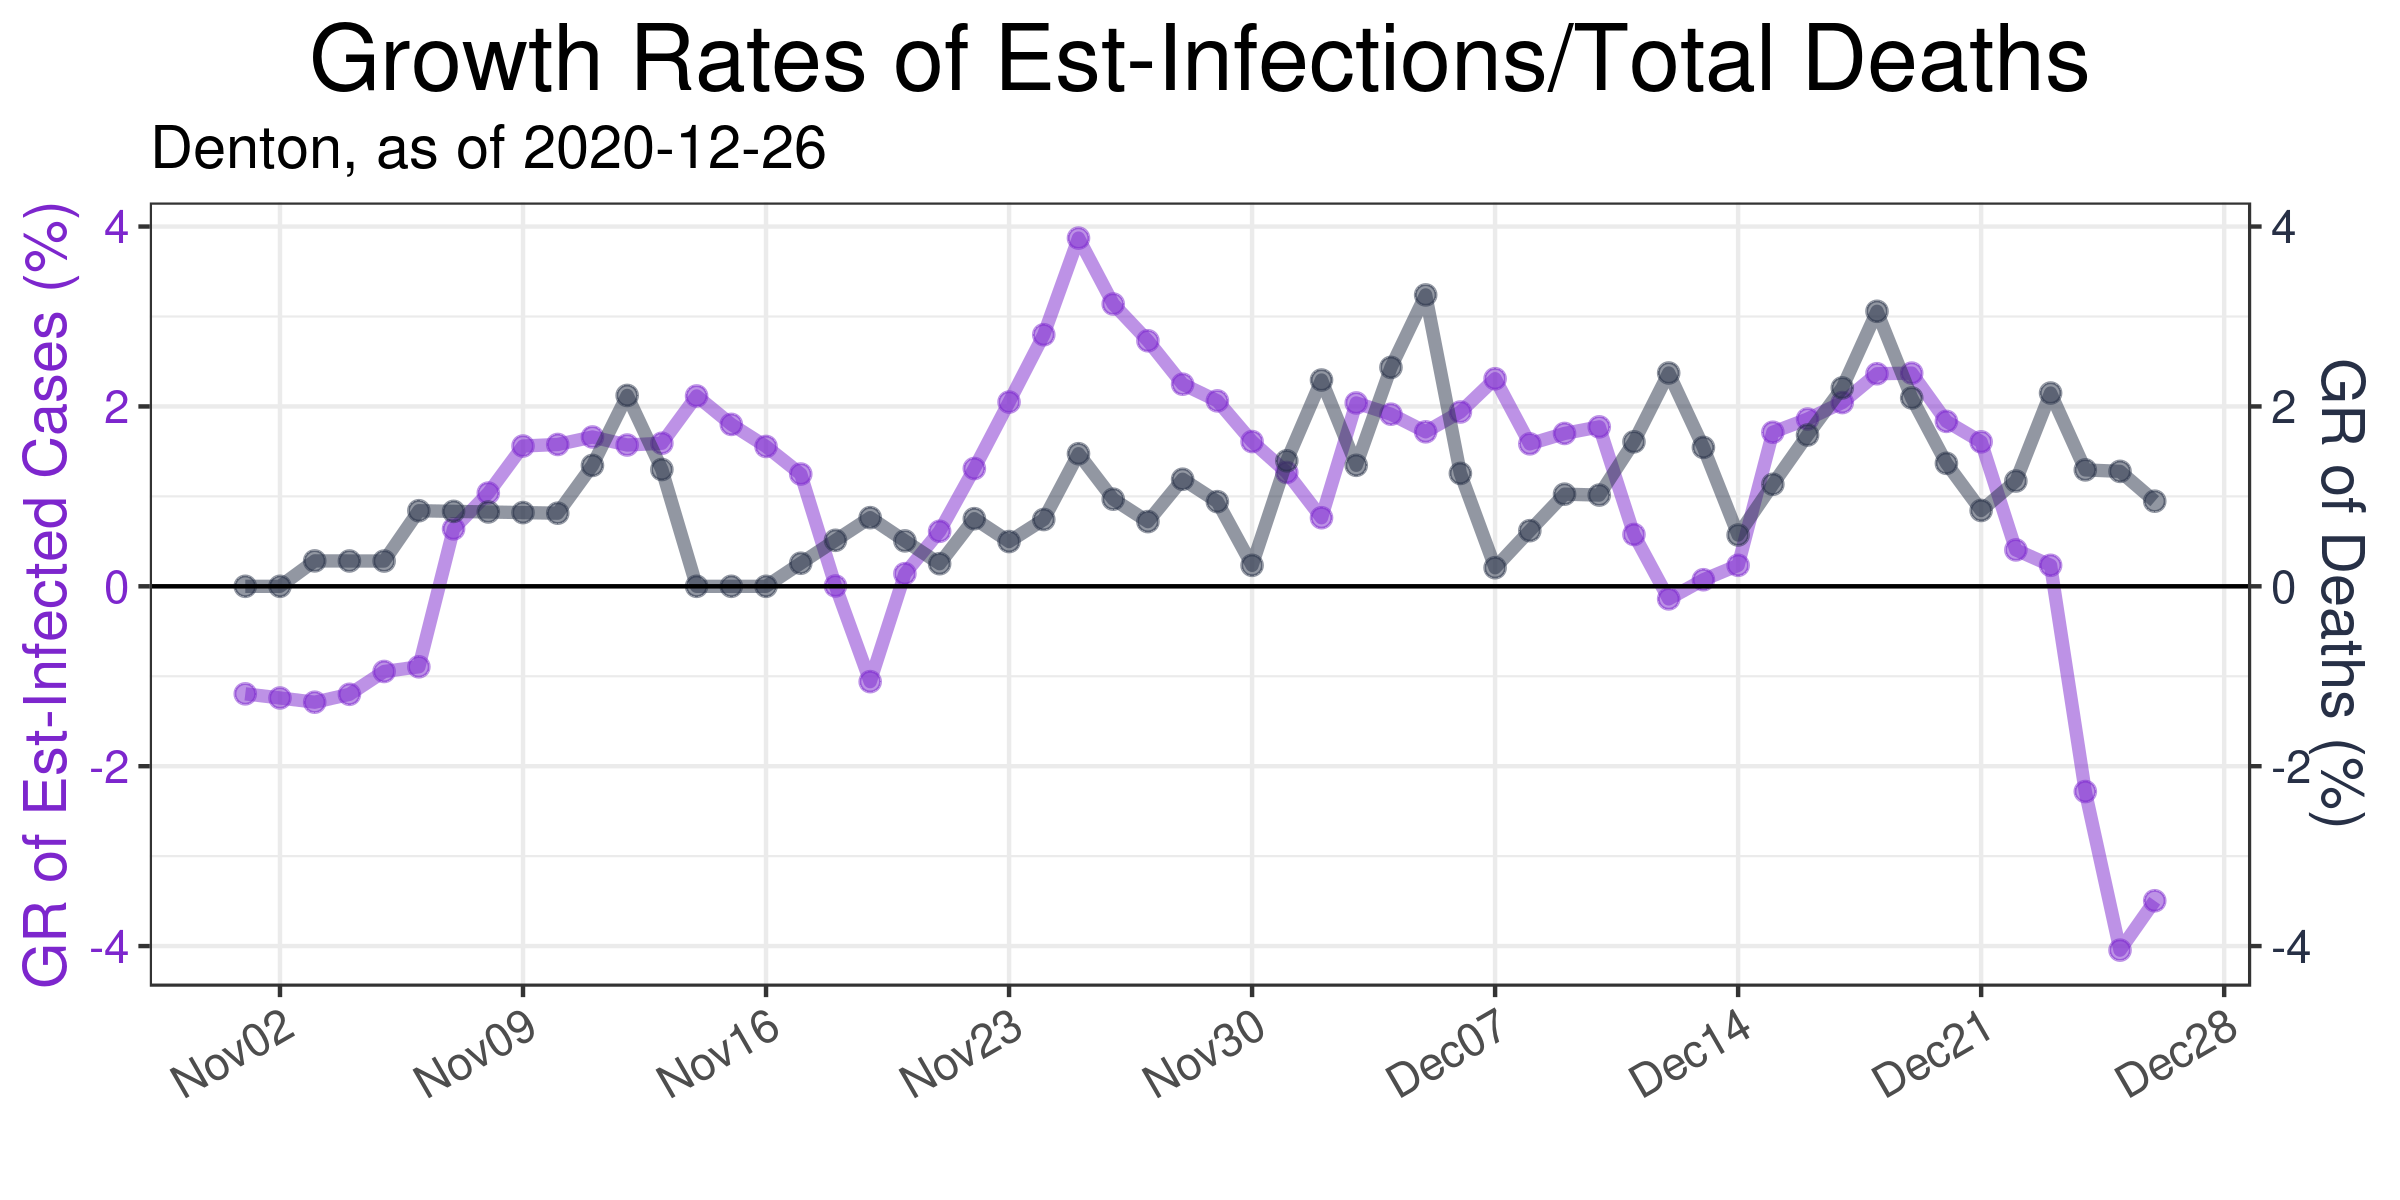 Growth Rates of Est-Infections/Total Deaths
Denton, as of 2020-12-26
GR of Est-Infected Cases (%)
4
2
0
-2
-4
4
2
0
-2
-4
GR of Deaths (%)
Nov02
Nov09
Nov16
Nov23
Nov30
Dec07
Dec14
Dec21
Dec28